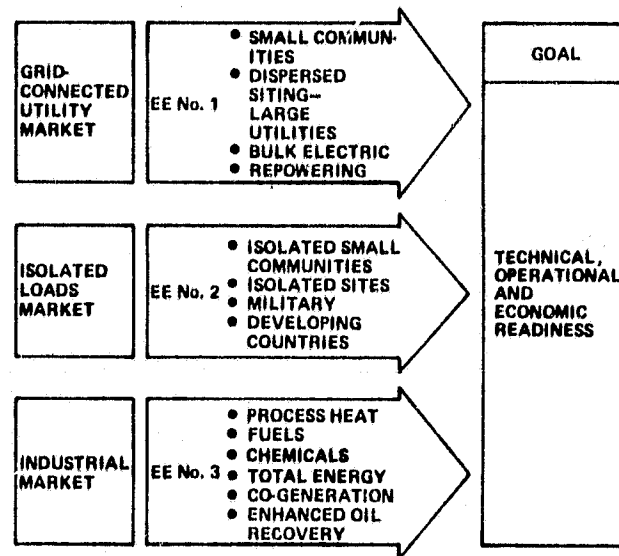 GRID-
CONNECTED
UTILITY
MARKET
EE No. 1
● SMALL COMMUN-
ITIES
● DISPERSED
SITING—
LARGE
UTILITIES
● BULK ELECTRIC
● REPOWERING
ISOLATED
LOADS
MARKET
EE No. 2
● ISOLATED SMALL
COMMUNITIES
● ISOLATED SITES
● MILITARY
● DEVELOPING
COUNTRIES
INDUSTRIAL
MARKET
EE No. 3
● PROCESS HEAT
● FUELS
● CHEMICALS
● TOTAL ENERGY
● CO-GENERATION
● ENHANCED OIL
RECOVERY
GOAL
TECHNICAL,
OPERATIONAL
AND
ECONOMIC
READINESS